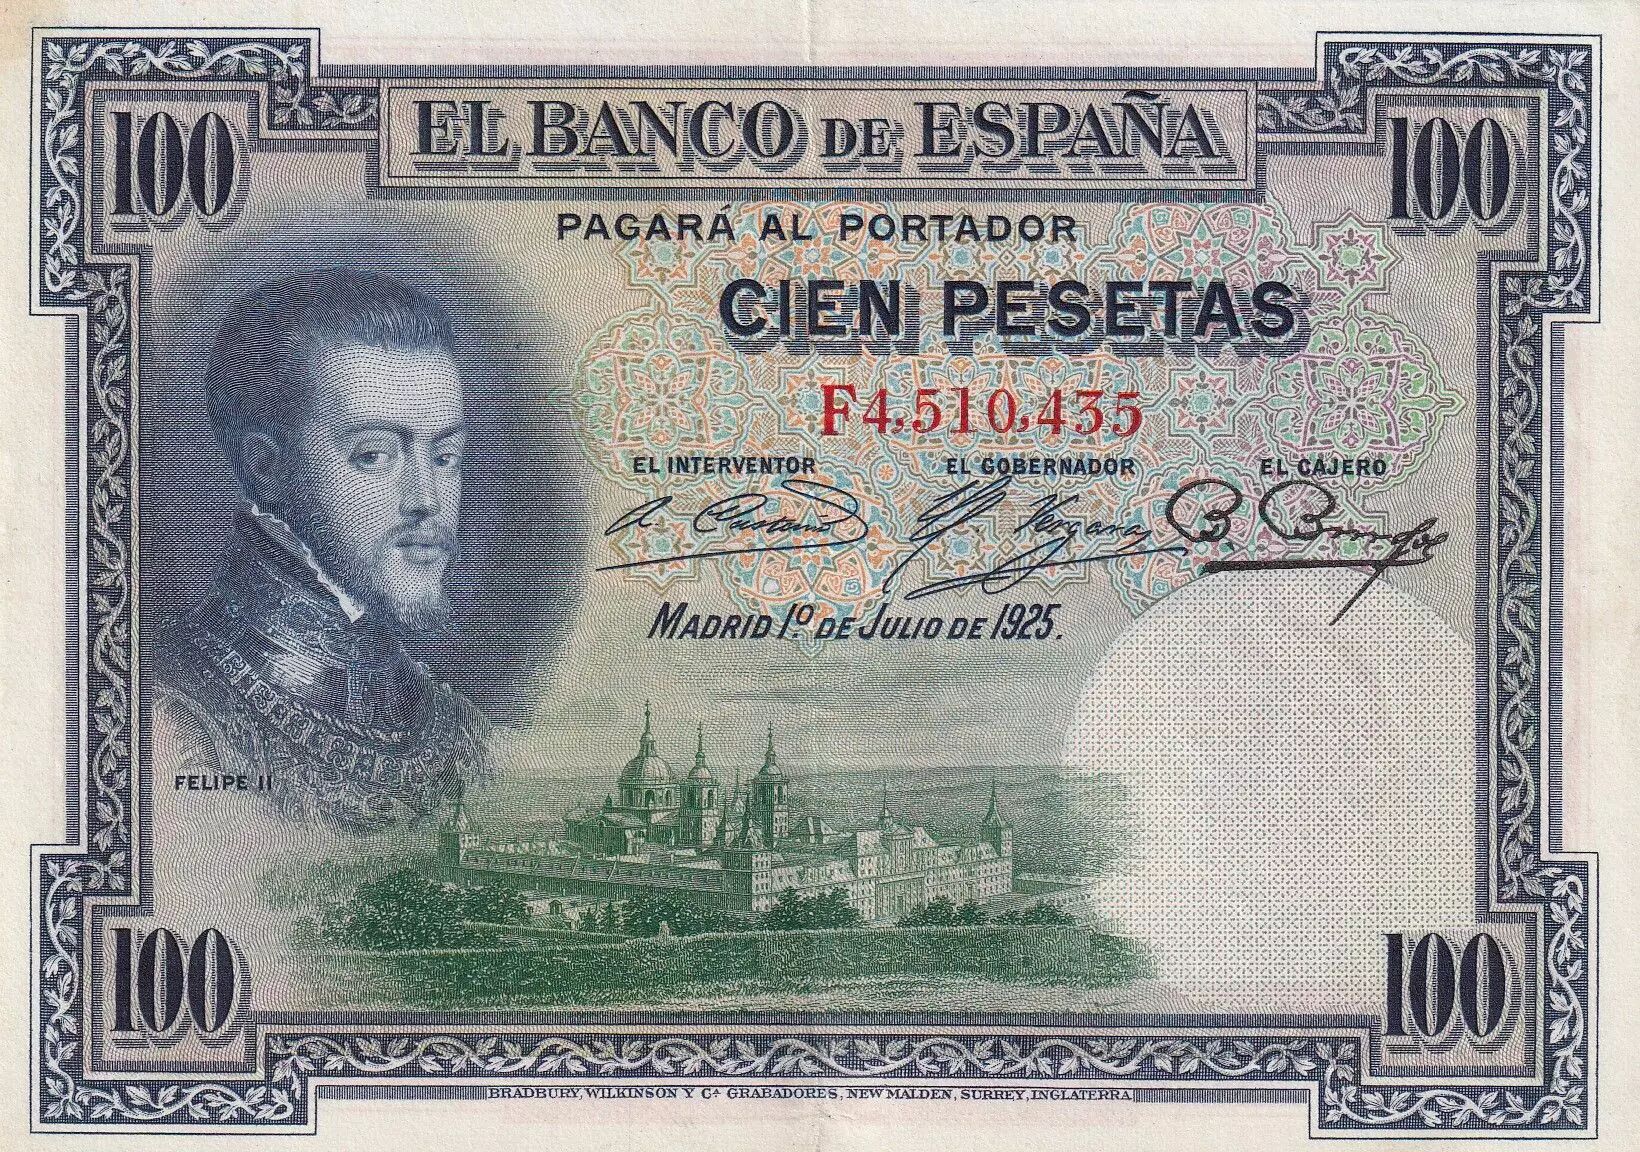 100
EL BANCO DE ESPAÑA
100
PAGARÁ AL PORTADOR
CIEN PESETAS
F4,510,435
EL INTERVENTOR EL GOBERNADOR EL CAJERO
MADRID 1º DE JULIO DE 1925.
FELIPE II
100
100
BRADBURY, WILKINSON Y Cª GRABADORES, NEW MALDEN, SURREY, INGLATERRA